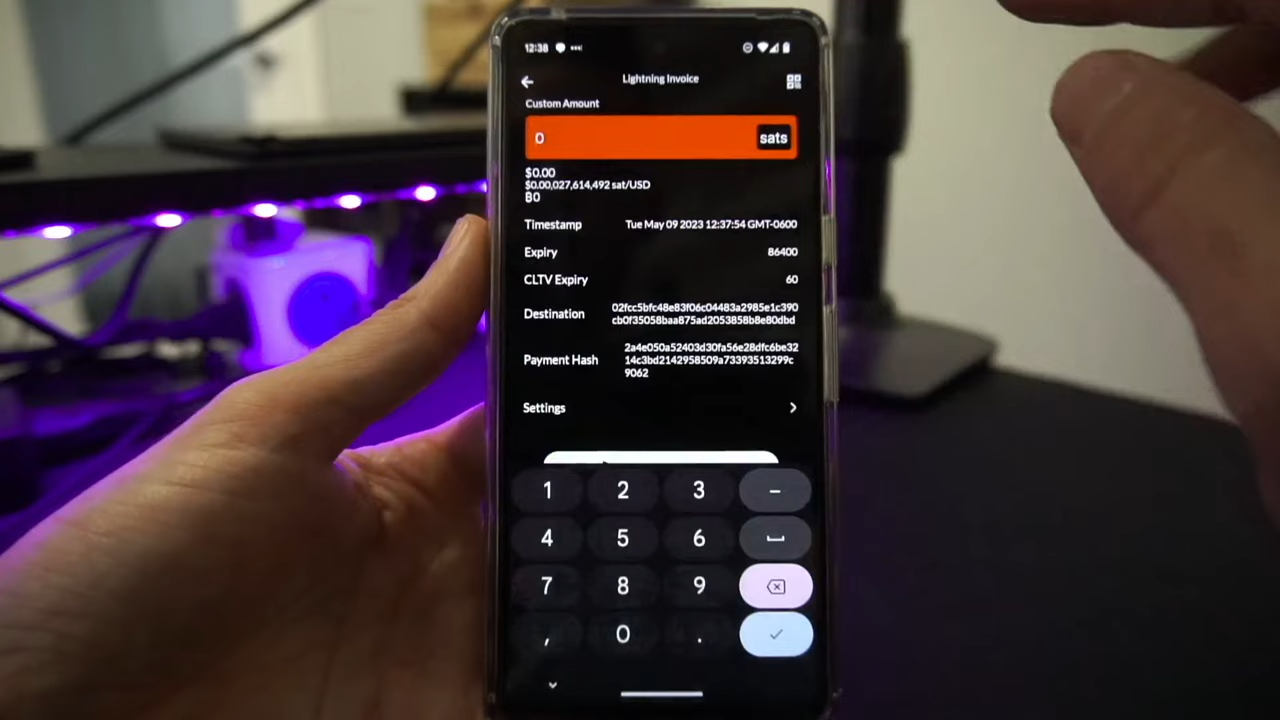 12:38
Lightning Invoice
Custom Amount
0 sats
$0.00
$0.00,027,614,492 sat/USD
₿0
Timestamp Tue May 09 2023 12:37:54 GMT-0600
Expiry 86400
CLTV Expiry 60
Destination 02fcc5bfc48e83f06c04483a2985e1c390
cb0f35058baa875ad2053858b8e80dbd
Payment Hash 2a4e050a52403d30fa56e28dfc6be32
14c3bd2142958509a73393513299c
9062
Settings
1 2 3 –
4 5 6
7 8 9
, 0 .